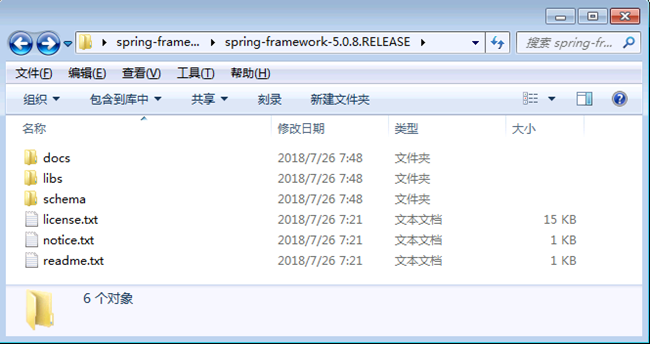 spring-frame... spring-framework-5.0.8.RELEASE 搜索 spring-fr...
文件(F) 编辑(E) 查看(V) 工具(T) 帮助(H)
组织 包含到库中 共享 刻录 新建文件夹
名称 修改日期 类型 大小
docs 2018/7/26 7:48 文件夹
libs 2018/7/26 7:48 文件夹
schema 2018/7/26 7:48 文件夹
license.txt 2018/7/26 7:21 文本文档 15 KB
notice.txt 2018/7/26 7:21 文本文档 1 KB
readme.txt 2018/7/26 7:21 文本文档 1 KB
6 个对象